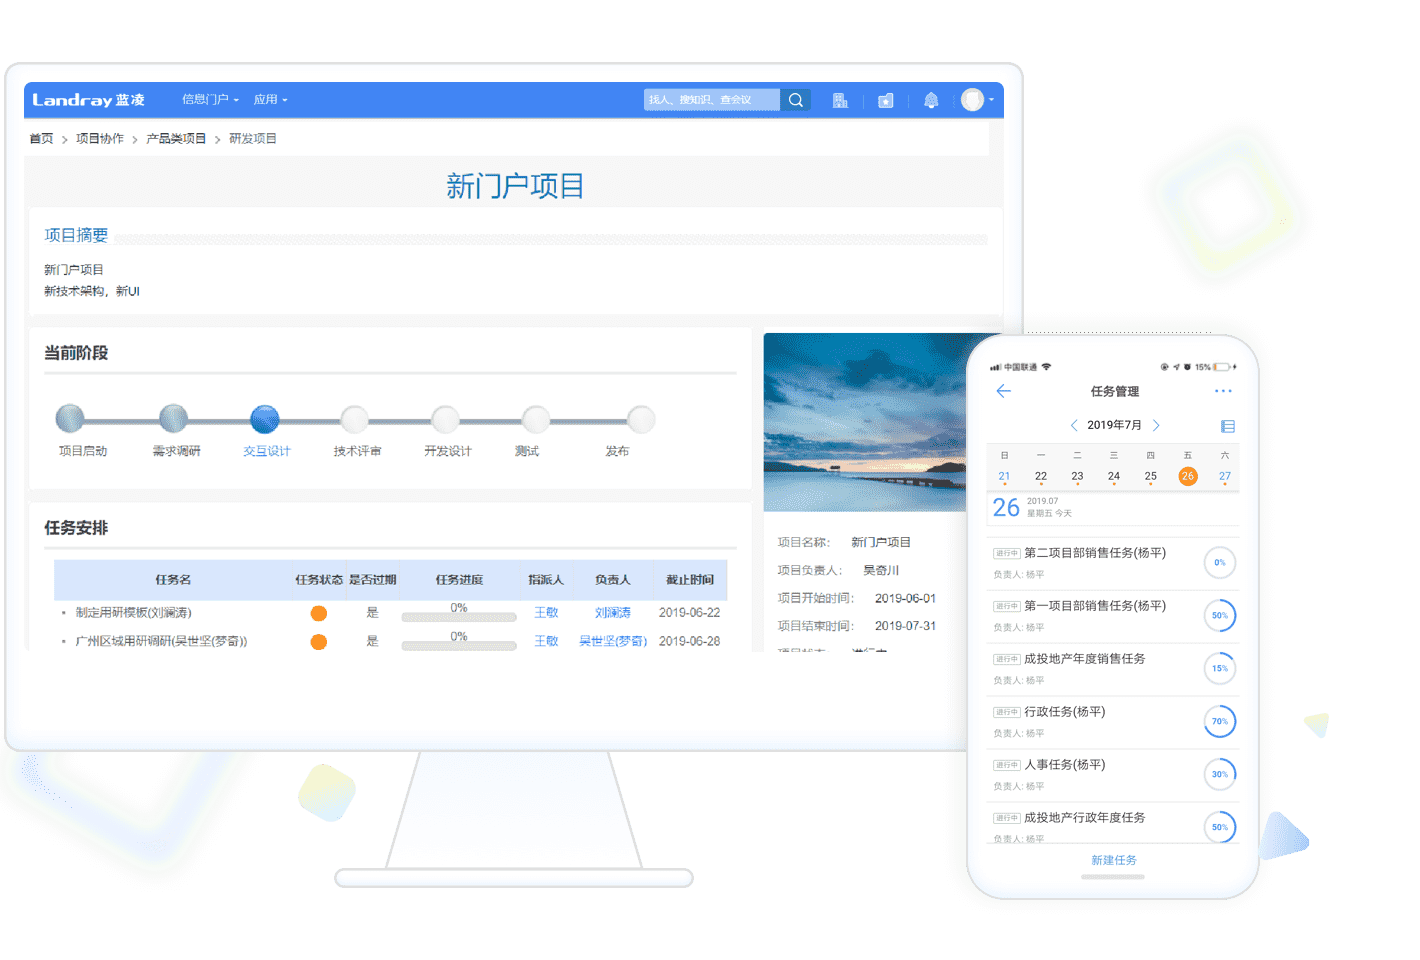 Landray 蓝凌 信息门户 应用 找人、搜知识、查会议
首页 > 项目协作 > 产品类项目 > 研发项目
新门户项目
项目摘要
新门户项目
新技术架构，新UI
当前阶段
项目启动 需求调研 交互设计 技术评审 开发设计 测试 发布
任务安排
任务名 任务状态 是否过期 任务进度 指派人 负责人 截止时间
制定用研模板(刘澜涛) 是 0% 王敏 刘澜涛 2019-06-22
广州区域用研调研(吴世坚(梦奇)) 是 0% 王敏 吴世坚(梦奇) 2019-06-28
项目名称： 新门户项目
项目负责人： 吴奇川
项目开始时间： 2019-06-01
项目结束时间： 2019-07-31
中国联通 15%
任务管理
2019年7月
日 一 二 三 四 五 六
21 22 23 24 25 26 27
26 2019.07
星期五 今天
进行中 第二项目部销售任务(杨平) 0%
负责人: 杨平
进行中 第一项目部销售任务(杨平) 50%
负责人: 杨平
进行中 成投地产年度销售任务 15%
负责人: 杨平
进行中 行政任务(杨平) 70%
负责人: 杨平
进行中 人事任务(杨平) 30%
负责人: 杨平
进行中 成投地产行政年度任务 50%
负责人: 杨平
新建任务